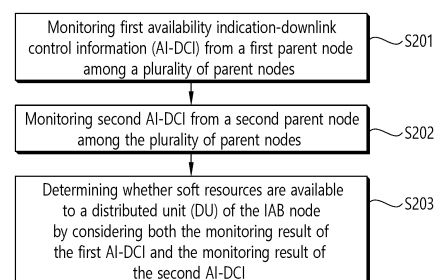 Monitoring first availability indication-downlink
control information (AI-DCI) from a first parent node
among a plurality of parent nodes
S201
Monitoring second AI-DCI from a second parent node
among the plurality of parent nodes
S202
Determining whether soft resources are available
to a distributed unit (DU) of the IAB node
by considering both the monitoring result of
the first AI-DCI and the monitoring result of
the second AI-DCI
S203